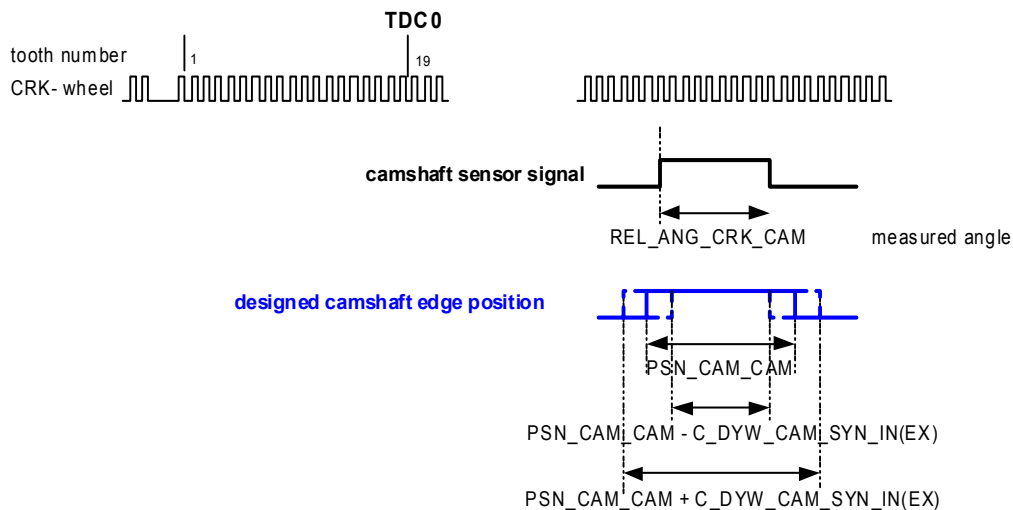 TDC0
tooth number
1
19
CRK- wheel
camshaft sensor signal
REL_ANG_CRK_CAM measured angle
designed camshaft edge position
PSN_CAM_CAM
PSN_CAM_CAM - C_DYW_CAM_SYN_IN(EX)
PSN_CAM_CAM + C_DYW_CAM_SYN_IN(EX)